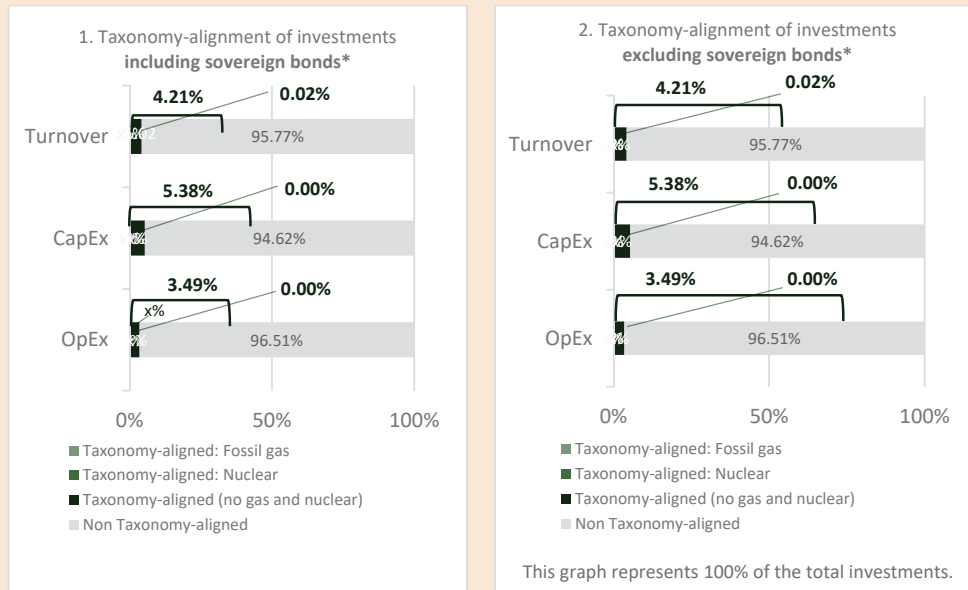 1. Taxonomy-alignment of investments
including sovereign bonds*
4.21%
0.02%
Turnover
95.77%
5.38%
0.00%
CapEx
94.62%
3.49%
0.00%
x%
OpEx
96.51%
0%
50%
100%
Taxonomy-aligned: Fossil gas
Taxonomy-aligned: Nuclear
Taxonomy-aligned (no gas and nuclear)
Non Taxonomy-aligned
2. Taxonomy-alignment of investments
excluding sovereign bonds*
4.21%
0.02%
Turnover
95.77%
5.38%
0.00%
CapEx
94.62%
3.49%
0.00%
OpEx
96.51%
0%
50%
100%
Taxonomy-aligned: Fossil gas
Taxonomy-aligned: Nuclear
Taxonomy-aligned (no gas and nuclear)
Non Taxonomy-aligned
This graph represents 100% of the total investments.